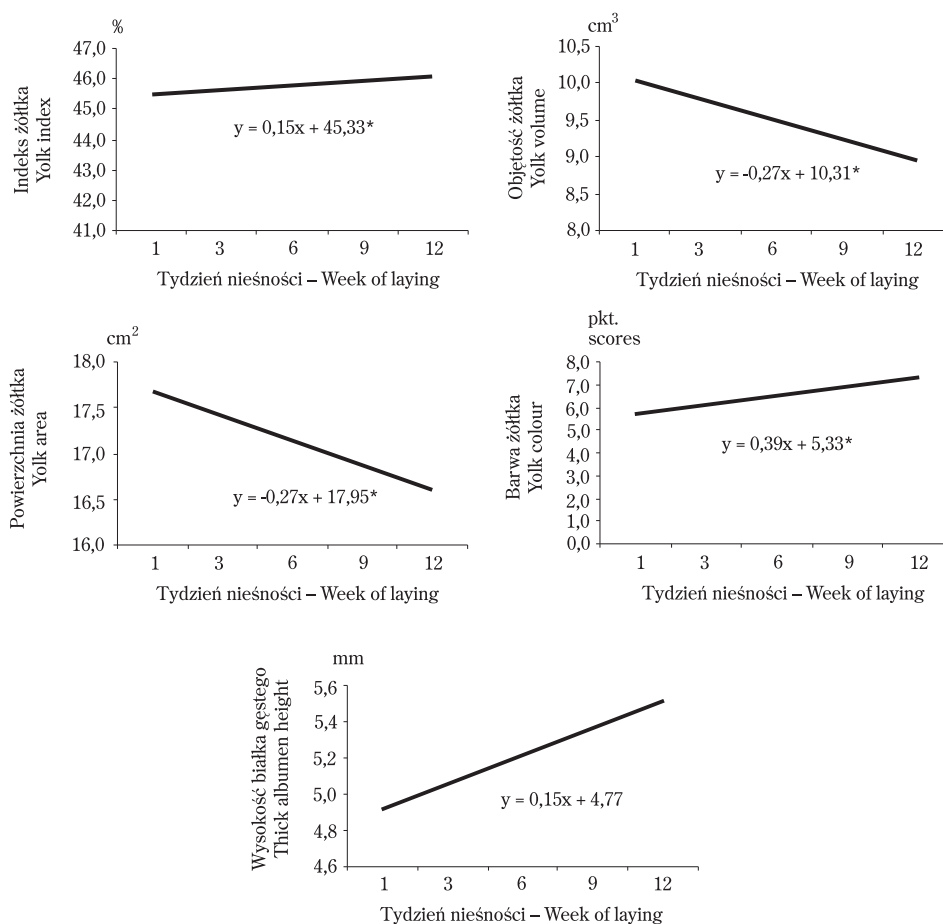 %
Indeks żółtka
Yolk index
47,0
46,0
45,0
44,0
43,0
42,0
41,0
y = 0,15x + 45,33*
1 3 6 9 12
Tydzień nieśności – Week of laying
cm³
Objętość żółtka
Yolk volume
10,5
10,0
9,5
9,0
8,5
8,0
y = -0,27x + 10,31*
1 3 6 9 12
Tydzień nieśności – Week of laying
cm²
Powierzchnia żółtka
Yolk area
18,0
17,5
17,0
16,5
16,0
y = -0,27x + 17,95*
1 3 6 9 12
Tydzień nieśności – Week of laying
pkt.
scores
Barwa żółtka
Yolk colour
8,0
7,0
6,0
5,0
4,0
3,0
2,0
1,0
0,0
y = 0,39x + 5,33*
1 3 6 9 12
Tydzień nieśności – Week of laying
mm
Wysokość białka gęstego
Thick albumen height
5,6
5,4
5,2
5,0
4,8
4,6
y = 0,15x + 4,77
1 3 6 9 12
Tydzień nieśności – Week of laying